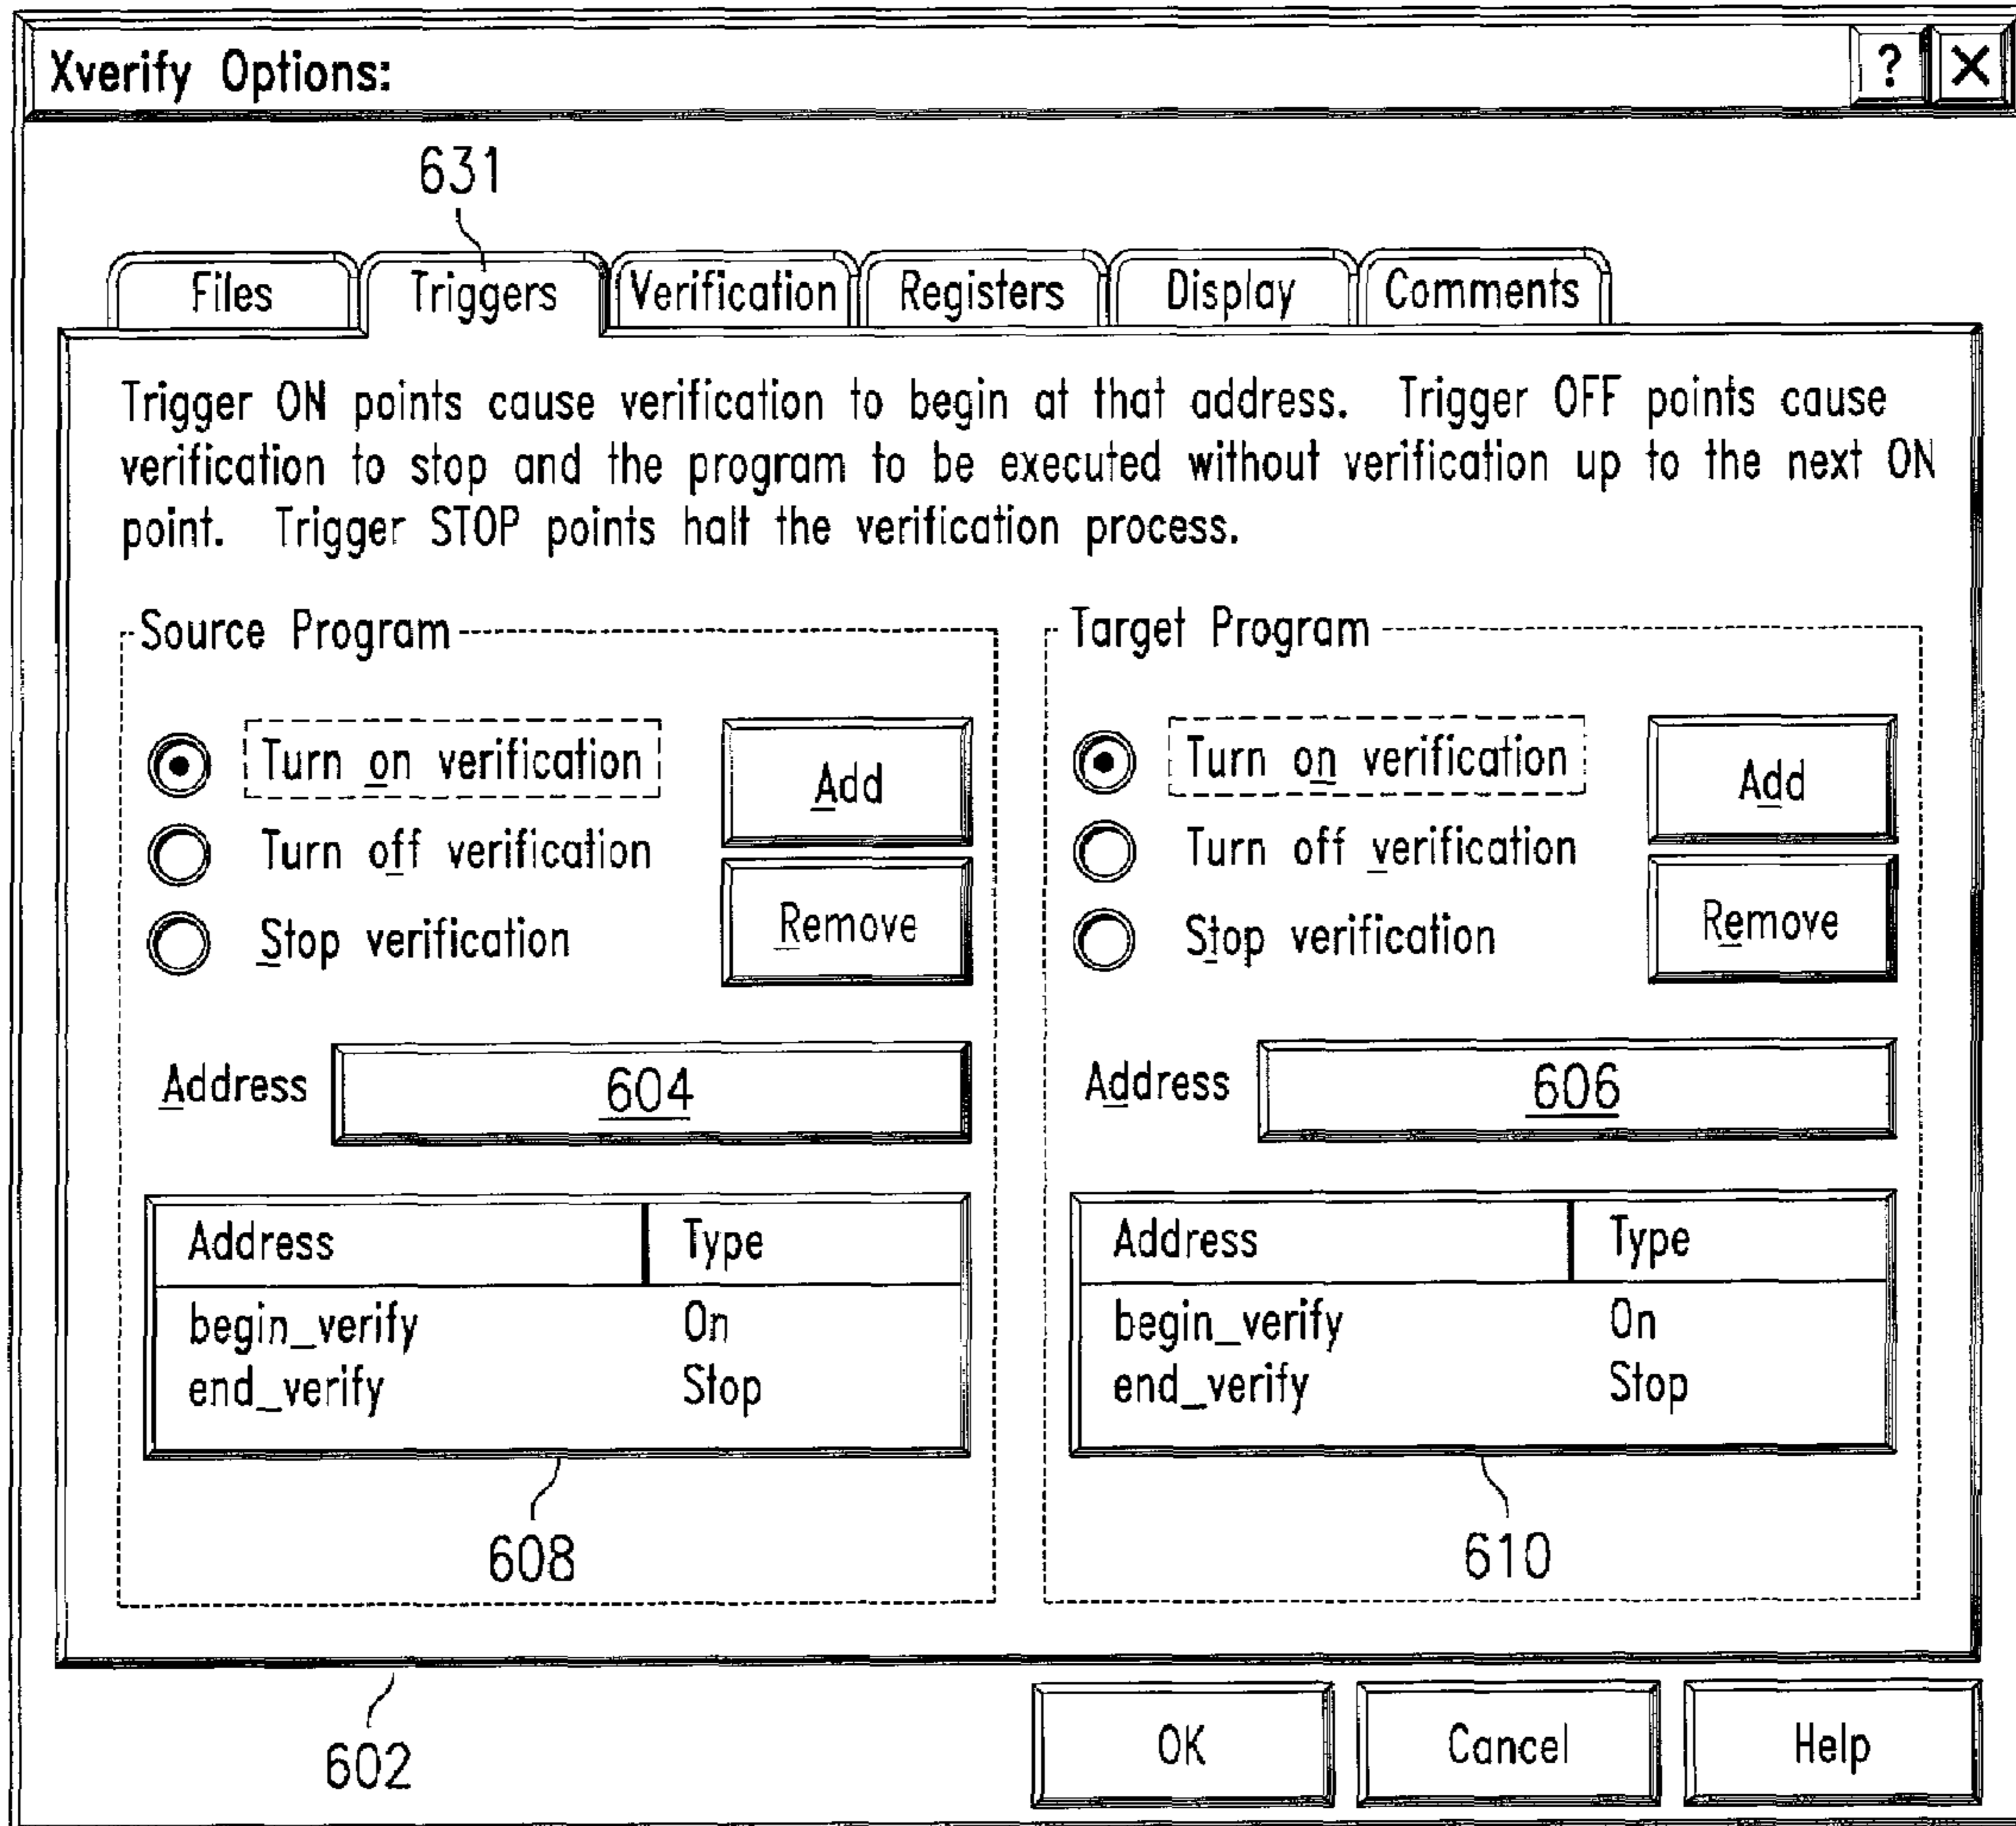 Xverify Options:
? X
631
Files Triggers Verification Registers Display Comments
Trigger ON points cause verification to begin at that address. Trigger OFF points cause
verification to stop and the program to be executed without verification up to the next ON
point. Trigger STOP points halt the verification process.
Source Program
Turn on verification
Add
Turn off verification
Remove
Stop verification
Address 604
Address Type
begin_verify On
end_verify Stop
608
Target Program
Turn on verification
Add
Turn off verification
Remove
Stop verification
Address 606
Address Type
begin_verify On
end_verify Stop
610
602
OK Cancel Help